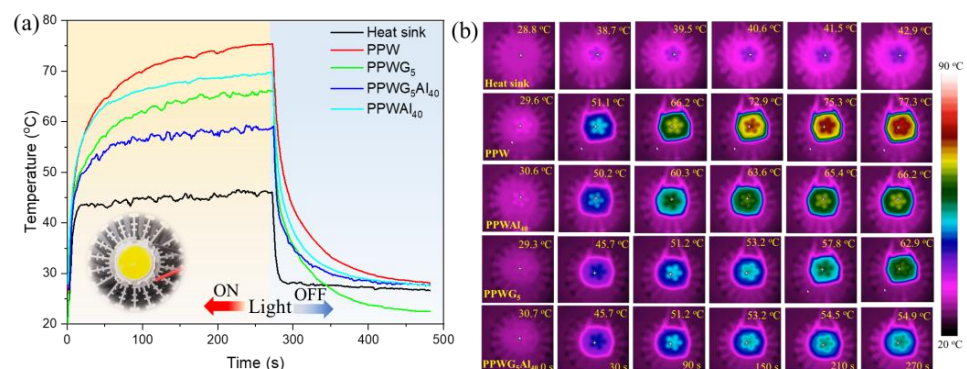 (a)
80
70
60
50
40
30
20
Temperature (°C)
Heat sink
PPW
PPWG5
PPWG5Al40
PPWAl40
ON
Light
OFF
0 100 200 300 400 500
Time (s)
(b)
28.8 °C 38.7 °C 39.5 °C 40.6 °C 41.5 °C 42.9 °C
Heat sink
29.6 °C 51.1 °C 66.2 °C 72.9 °C 75.3 °C 77.3 °C
PPW
30.6 °C 50.2 °C 60.3 °C 63.6 °C 65.4 °C 66.2 °C
PPWAl40
29.3 °C 45.7 °C 51.2 °C 53.2 °C 57.8 °C 62.9 °C
PPWG5
30.7 °C 45.7 °C 51.2 °C 53.2 °C 54.5 °C 54.9 °C
PPWG5Al40 0 s 30 s 90 s 150 s 210 s 270 s
90 °C
20 °C